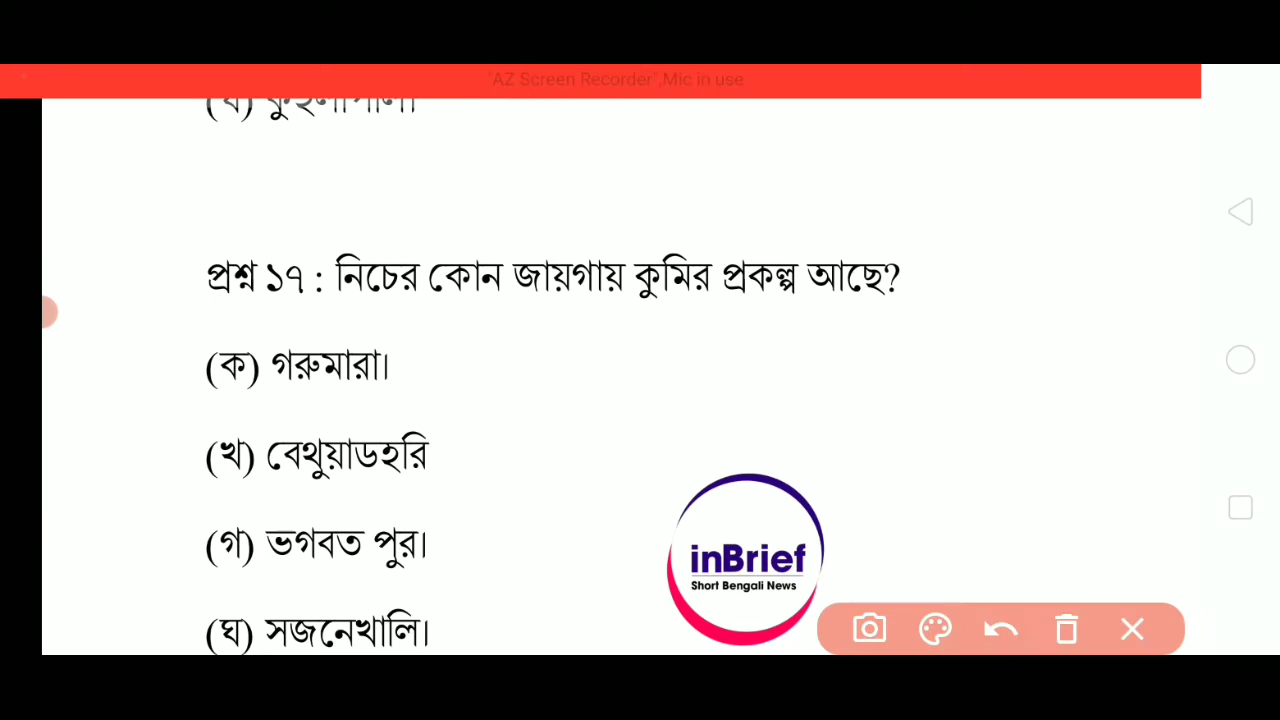 "AZ Screen Recorder",Mic in use
প্রশ্ন ১৭ : নিচের কোন জায়গায় কুমির প্রকল্প আছে?
(ক) গরুমারা।
(খ) বেথুয়াডহরি
(গ) ভগবত পুর।
(ঘ) সজনেখালি।
inBrief
Short Bengali News